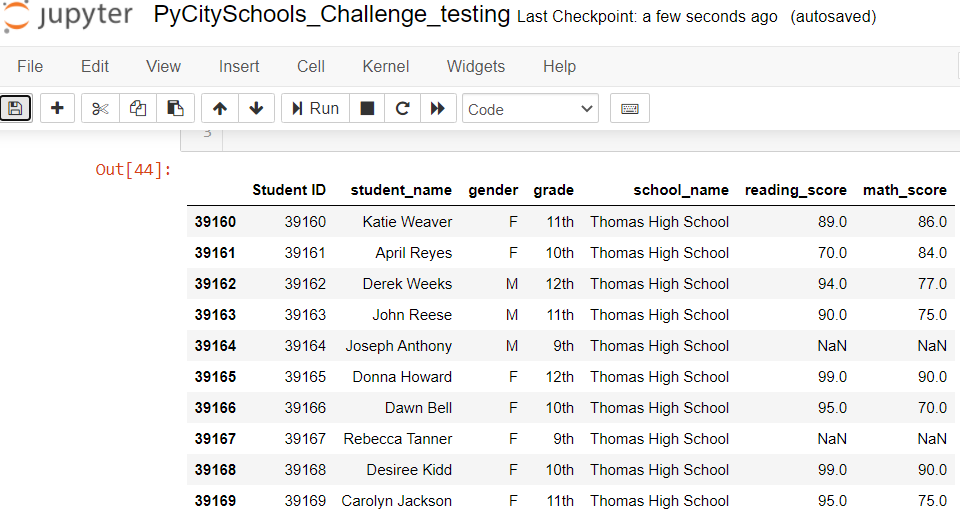 jupyter PyCitySchools_Challenge_testing Last Checkpoint: a few seconds ago (autosaved)
File Edit View Insert Cell Kernel Widgets Help
Run Code
3
Out[44]:
Student ID student_name gender grade school_name reading_score math_score
39160 39160 Katie Weaver F 11th Thomas High School 89.0 86.0
39161 39161 April Reyes F 10th Thomas High School 70.0 84.0
39162 39162 Derek Weeks M 12th Thomas High School 94.0 77.0
39163 39163 John Reese M 11th Thomas High School 90.0 75.0
39164 39164 Joseph Anthony M 9th Thomas High School NaN NaN
39165 39165 Donna Howard F 12th Thomas High School 99.0 90.0
39166 39166 Dawn Bell F 10th Thomas High School 95.0 70.0
39167 39167 Rebecca Tanner F 9th Thomas High School NaN NaN
39168 39168 Desiree Kidd F 10th Thomas High School 99.0 90.0
39169 39169 Carolyn Jackson F 11th Thomas High School 95.0 75.0